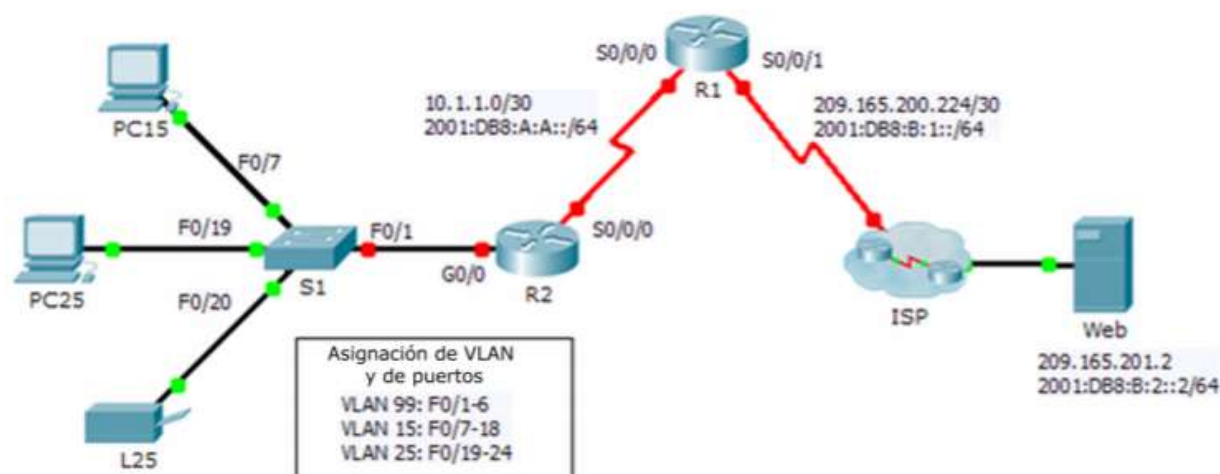 S0/0/0
S0/0/1
R1
PC15
10.1.1.0/30
2001:DB8:A:A::/64
209.165.200.224/30
2001:DB8:B:1::/64
F0/7
F0/19
F0/1
S0/0/0
PC25
S1
G0/0
R2
F0/20
ISP
Web
209.165.201.2
2001:DB8:B:2::2/64
L25
Asignación de VLAN
y de puertos
VLAN 99: F0/1-6
VLAN 15: F0/7-18
VLAN 25: F0/19-24